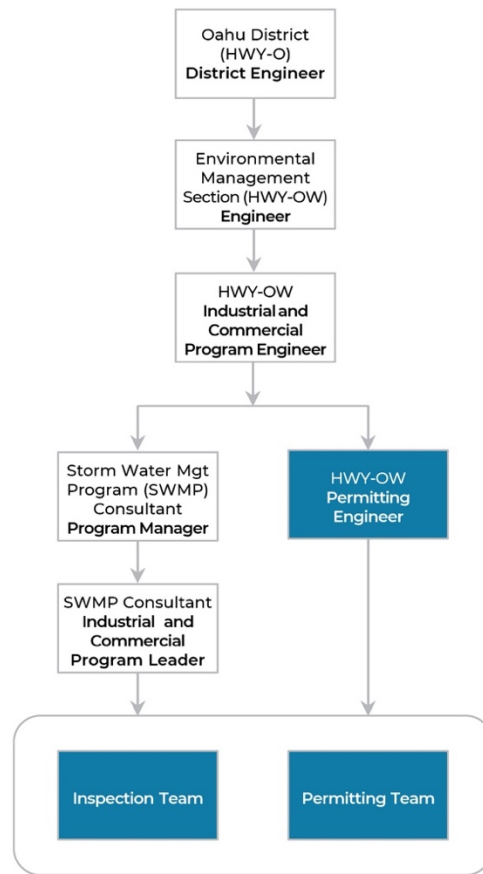 Oahu District
(HWY-O)
District Engineer
Environmental
Management
Section (HWY-OW)
Engineer
HWY-OW
Industrial and
Commercial
Program Engineer
Storm Water Mgt
Program (SWMP)
Consultant
Program Manager
HWY-OW
Permitting
Engineer
SWMP Consultant
Industrial and
Commercial
Program Leader
Inspection Team
Permitting Team